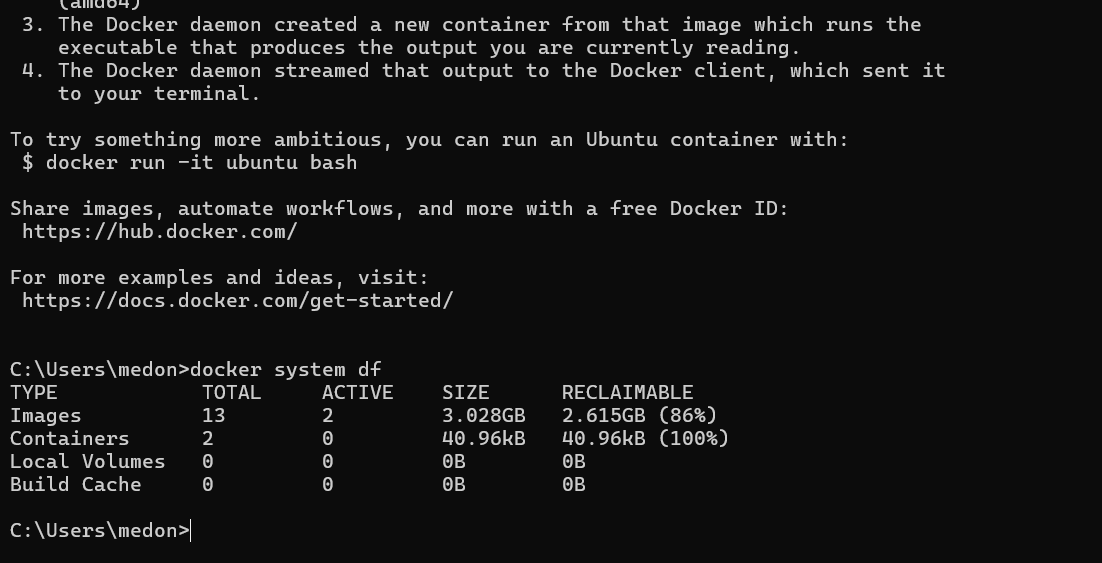 (amd64)
 3. The Docker daemon created a new container from that image which runs the
    executable that produces the output you are currently reading.
 4. The Docker daemon streamed that output to the Docker client, which sent it
    to your terminal.

To try something more ambitious, you can run an Ubuntu container with:
 $ docker run -it ubuntu bash

Share images, automate workflows, and more with a free Docker ID:
 https://hub.docker.com/

For more examples and ideas, visit:
 https://docs.docker.com/get-started/


C:\Users\medon>docker system df
TYPE            TOTAL     ACTIVE    SIZE      RECLAIMABLE
Images          13        2         3.028GB   2.615GB (86%)
Containers      2         0         40.96kB   40.96kB (100%)
Local Volumes   0         0         0B        0B
Build Cache     0         0         0B        0B

C:\Users\medon>